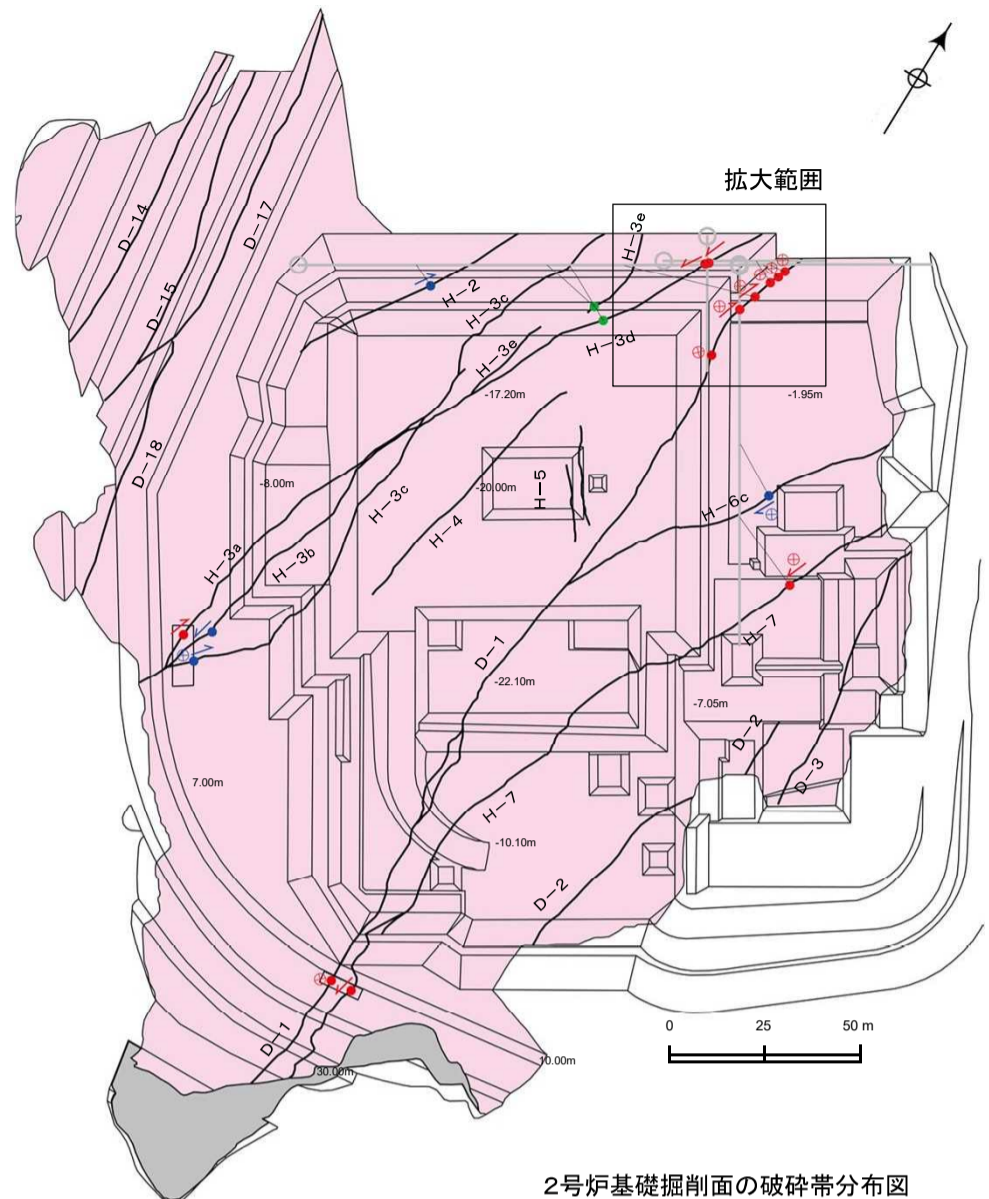 拡大範囲
D-14
D-17
D-15
D-18
H-3e
H-2
H-3c
H-3d
H-3e
-17.20m
-1.95m
-8.00m
-20.00m
H-5
H-3c
H-4
H-6c
H-3a
H-3b
H-7
D-1
-22.10m
-7.05m
D-2
D-3
7.00m
H-7
-10.10m
D-2
D-1
30.00m
10.00m
0 25 50 m
2号炉基礎掘削面の破砕帯分布図